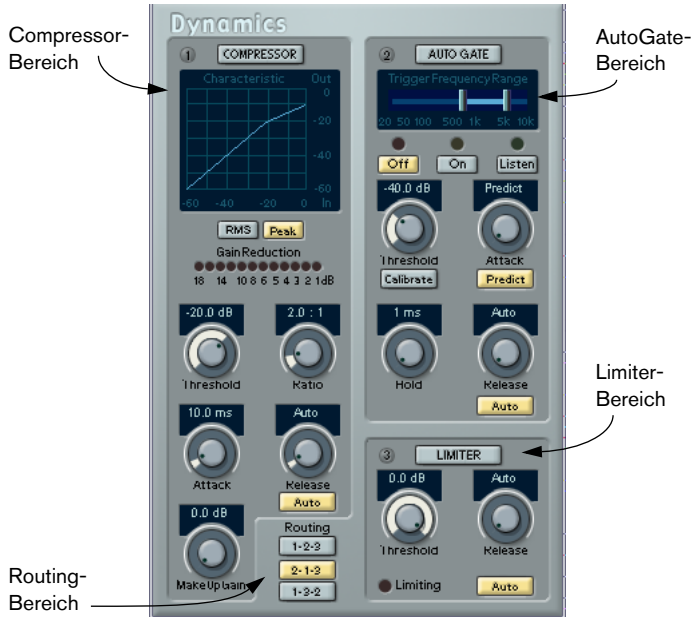 Dynamics
Compressor-
Bereich
AutoGate-
Bereich
Limiter-
Bereich
Routing-
Bereich
1 COMPRESSOR
Characteristic Out
0
-20
-40
-60
-60 -40 -20 0 In
RMS Peak
Gain Reduction
18 14 10 8 6 5 4 3 2 1dB
-20.0 dB 2.0 : 1
Threshold Ratio
10.0 ms Auto
Attack Release
Auto
0.0 dB
MakeUpGain
Routing
1-2-3
2-1-3
1-3-2
2 AUTO GATE
Trigger Frequency Range
20 50 100 500 1k 5k 10k
Off On Listen
-40.0 dB Predict
Threshold Attack
Calibrate Predict
1 ms Auto
Hold Release
Auto
3 LIMITER
0.0 dB Auto
Threshold Release
Limiting Auto